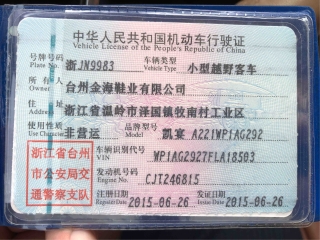 中华人民共和国机动车行驶证
Vehicle License of the People's Republic of China
号牌号码 浙JN9983 车辆类型 小型越野客车
Plate No. Vehicle Type
所有人 台州金海鞋业有限公司
住址 浙江省温岭市泽国镇牧南村工业区
使用性质 非营运 品牌型号 凯宴 A221WP1AG292
Use Character Model
浙江省台州 车辆识别代号 WP1AG2927FLA18503
VIN
市公安局交 发动机号码 CJT246815
Engine No.
通警察支队 注册日期 2015-06-26 发证日期 2015-06-26
Register Date Issue Date